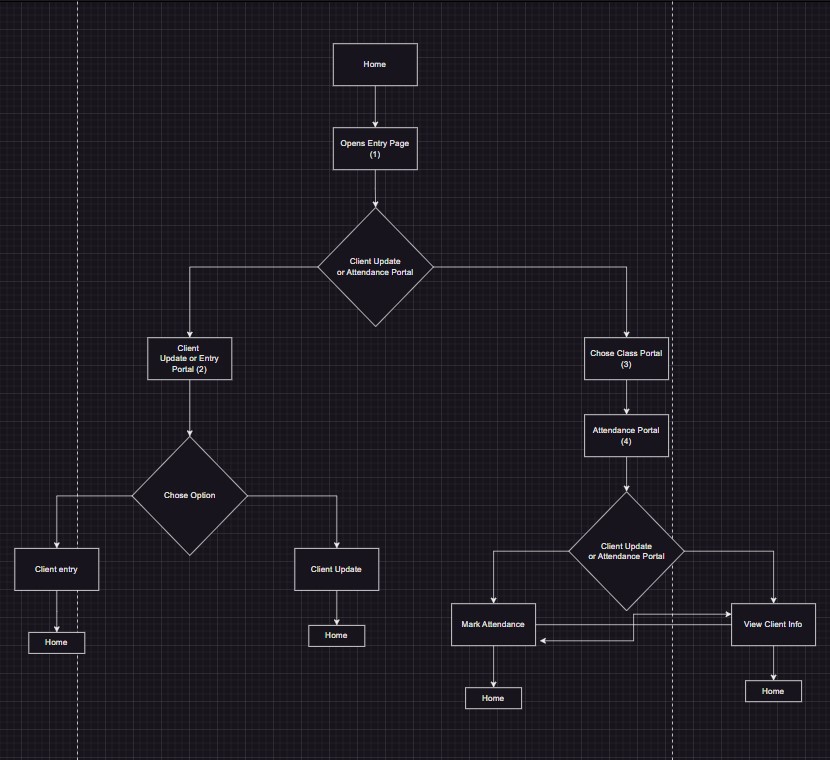 Home
Opens Entry Page
(1)
Client Update
or Attendance Portal
Client
Update or Entry
Portal (2)
Chose Class Portal
(3)
Attendance Portal
(4)
Chose Option
Client Update
or Attendance Portal
Client entry
Client Update
Mark Attendance
View Client Info
Home
Home
Home
Home